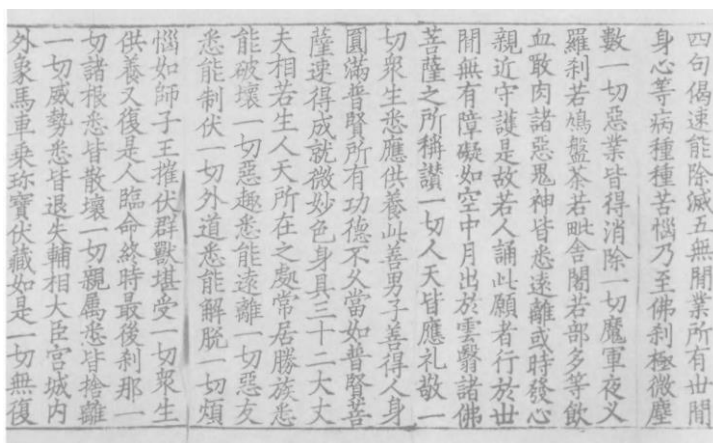 四句偈速能除滅五無間業所有世間
身心等病種種苦惱乃至佛刹極微塵
數一切惡業皆得消除一切魔軍夜叉
羅刹若鳩盤茶若毗舎闍若部多等飲
血敢肉諸惡鬼神皆悉遠離或時發心
親近守護是故若人誦此願者行於世
間無有障礙如空中月出於雲翳諸佛
菩薩之所稱讃一切人天皆應礼敬一
切衆生悉應供養此善男子善得人身
圓滿普賢所有功德不久當如普賢菩
薩速得成就微妙色身具三十二大丈
夫相若生人天所在之處常居勝族悉
能破壞一切惡趣悉能遠離一切惡友
悉能制伏一切外道悉能解脫一切煩
惱如師子王摧伏群獸堪受一切衆生
供養又復是人臨命終時最後刹那一
切諸根悉皆散壞一切親屬悉皆捨離
一切威勢悉皆退失輔相大臣宮城内
外象馬車乗珎寶伏藏如是一切無復